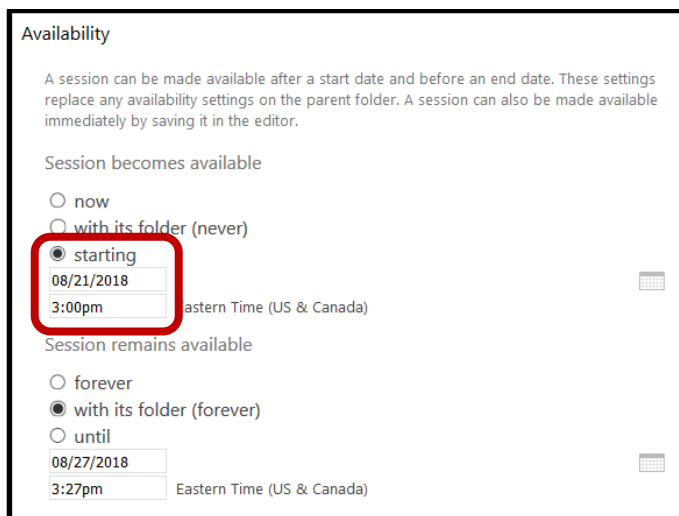 Availability
A session can be made available after a start date and before an end date. These settings
replace any availability settings on the parent folder. A session can also be made available
immediately by saving it in the editor.
Session becomes available
now
with its folder (never)
starting
08/21/2018
3:00pm Eastern Time (US & Canada)
Session remains available
forever
with its folder (forever)
until
08/27/2018
3:27pm Eastern Time (US & Canada)